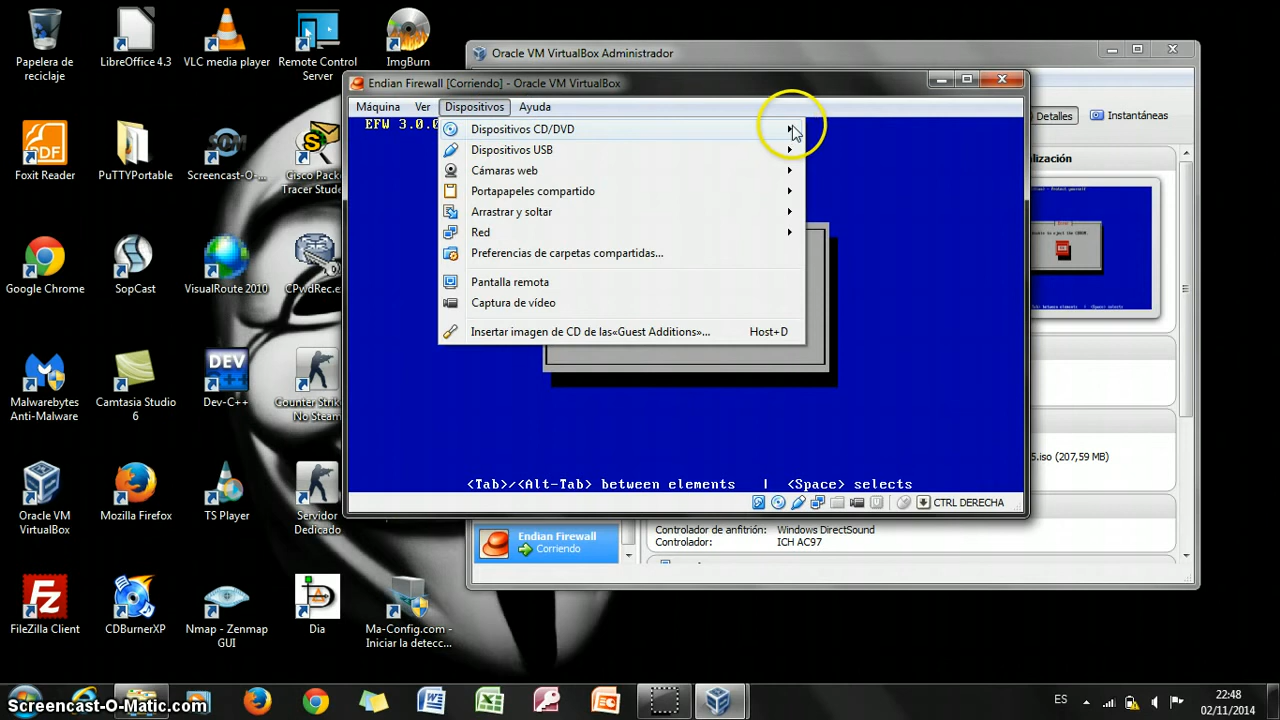 Papelera de
reciclaje
LibreOffice 4.3
VLC media player
Remote Control
Server
ImgBurn
Foxit Reader
PuTTYPortable
Screencast-O-...
Cisco Pack
Tracer Stude
Google Chrome
SopCast
VisualRoute 2010
CPwdRec.e
Malwarebytes
Anti-Malware
Camtasia Studio
6
Dev-C++
Counter Strik
No Steam
Oracle VM
VirtualBox
Mozilla Firefox
TS Player
Servidor
Dedicado
FileZilla Client
CDBurnerXP
Nmap - Zenmap
GUI
Dia
Ma-Config.com -
Iniciar la detecc...
Oracle VM VirtualBox Administrador
Detalles
Instantáneas
Endian Firewall [Corriendo] - Oracle VM VirtualBox
Máquina Ver Dispositivos Ayuda
EFW 3.0.0
Dispositivos CD/DVD
Dispositivos USB
Cámaras web
Portapapeles compartido
Arrastrar y soltar
Red
Preferencias de carpetas compartidas...
Pantalla remota
Captura de vídeo
Insertar imagen de CD de las«Guest Additions»... Host+D
<Tab>/<Alt-Tab> between elements | <Space> selects
CTRL DERECHA
alización
between elements | <Space> selects
5.iso (207,59 MB)
Endian Firewall
Corriendo
Controlador de anfitrión: Windows DirectSound
Controlador: ICH AC97
ES
22:48
02/11/2014
Screencast-O-Matic.com